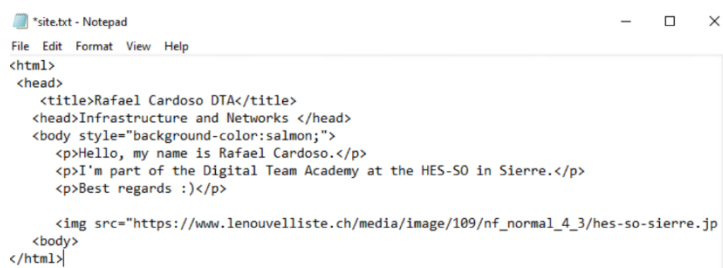 *site.txt - Notepad
File Edit Format View Help
<html>
<head>
<title>Rafael Cardoso DTA</title>
<head>Infrastructure and Networks </head>
<body style="background-color:salmon;">
<p>Hello, my name is Rafael Cardoso.</p>
<p>I'm part of the Digital Team Academy at the HES-SO in Sierre.</p>
<p>Best regards :)</p>
<img src="https://www.lenouvelliste.ch/media/image/109/nf_normal_4_3/hes-so-sierre.jp
<body>
</html>